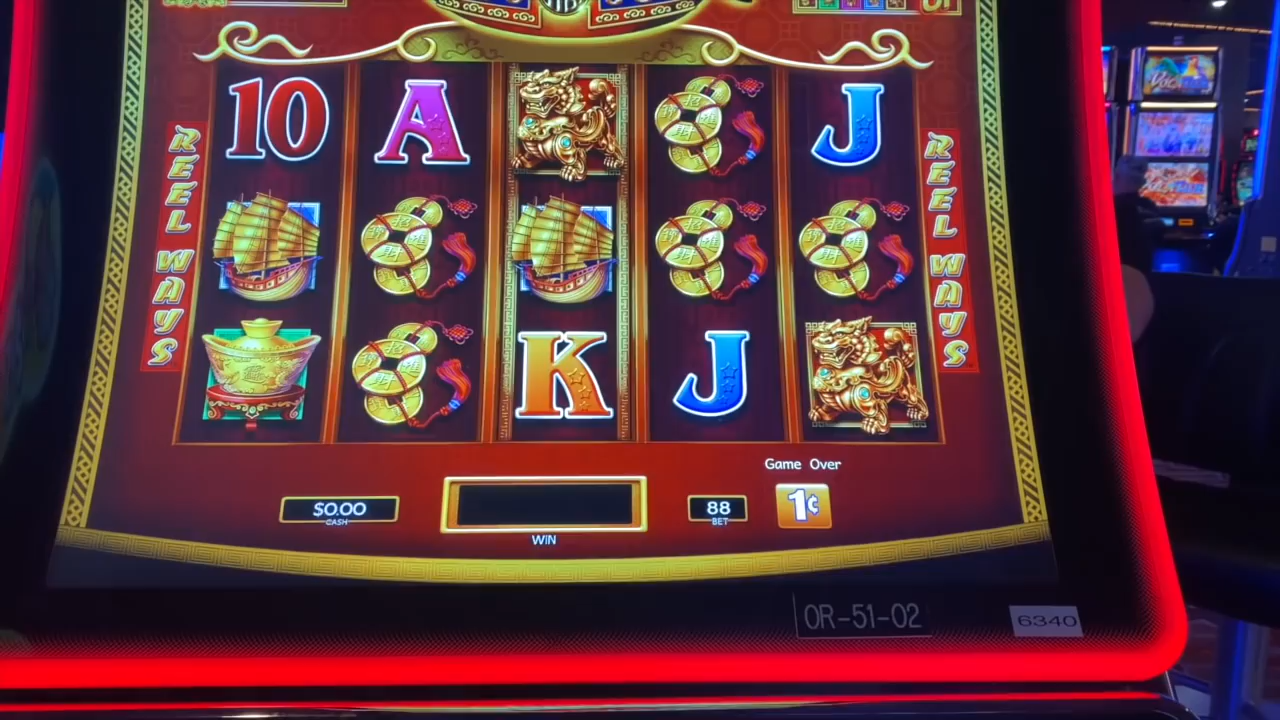 10 A J
REEL WAYS
REEL WAYS
K J
Game Over
$0.00
CASH
WIN
88
BET
1¢
OR-51-02
6340